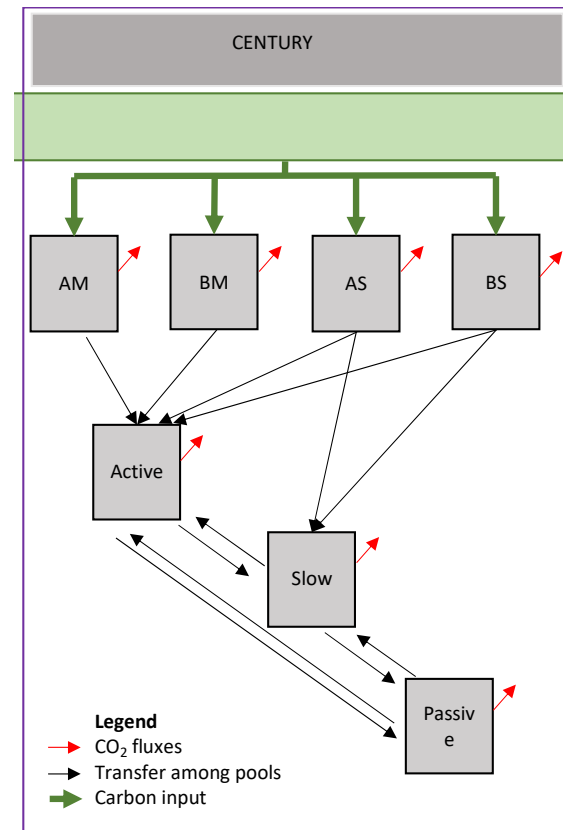 CENTURY
AM
BM
AS
BS
Active
Slow
Passiv
e
Legend
CO₂ fluxes
Transfer among pools
Carbon input